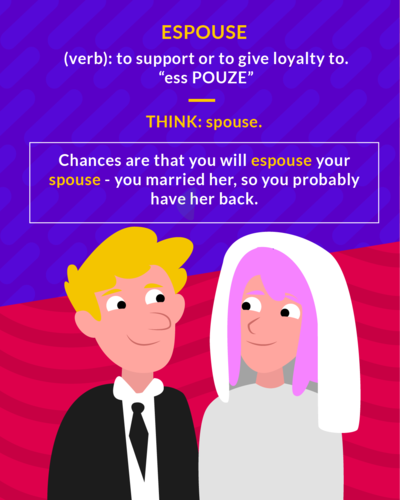 ESPOUSE
(verb): to support or to give loyalty to.
“ess POUZE”
THINK: spouse.
Chances are that you will espouse your
spouse - you married her, so you probably
have her back.